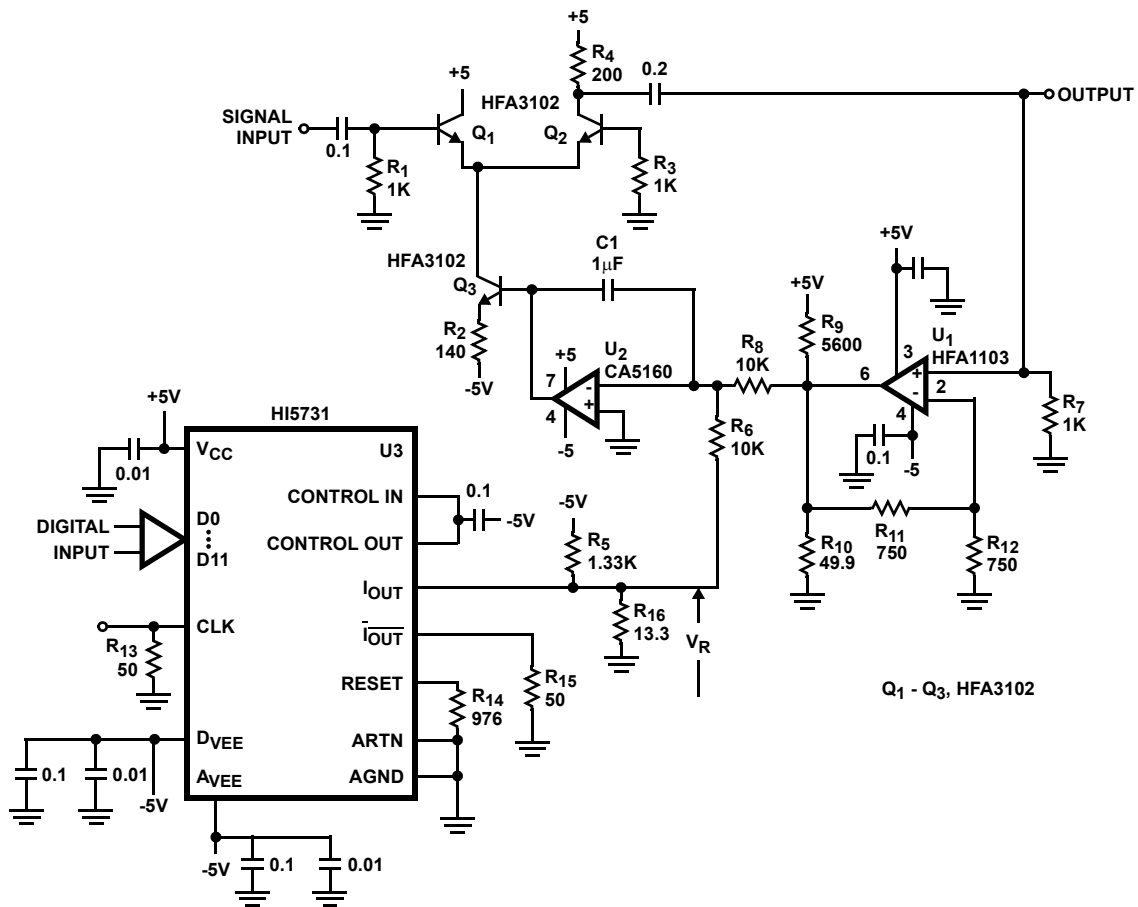 +5
R4
200
0.2
OUTPUT
+5
HFA3102
SIGNAL
INPUT
Q1
Q2
0.1
R1
1K
R3
1K
HFA3102
Q3
C1
1µF
R2
140
-5V
+5V
+5V
R9
5600
U1
HFA1103
3
+
6
2
-
4
0.1
-5
R7
1K
U2
CA5160
+5
7
-
+
4
-5
R8
10K
R6
10K
R11
750
R10
49.9
R12
750
+5V
HI5731
0.01
VCC
U3
CONTROL IN
0.1
-5V
CONTROL OUT
DIGITAL
INPUT
D0
D11
-5V
R5
1.33K
IOUT
R16
13.3
VR
CLK
R13
50
IOUT
R15
50
RESET
R14
976
Q1 - Q3, HFA3102
DVEE
ARTN
0.1
0.01
-5V
AVEE
AGND
-5V
0.1
0.01